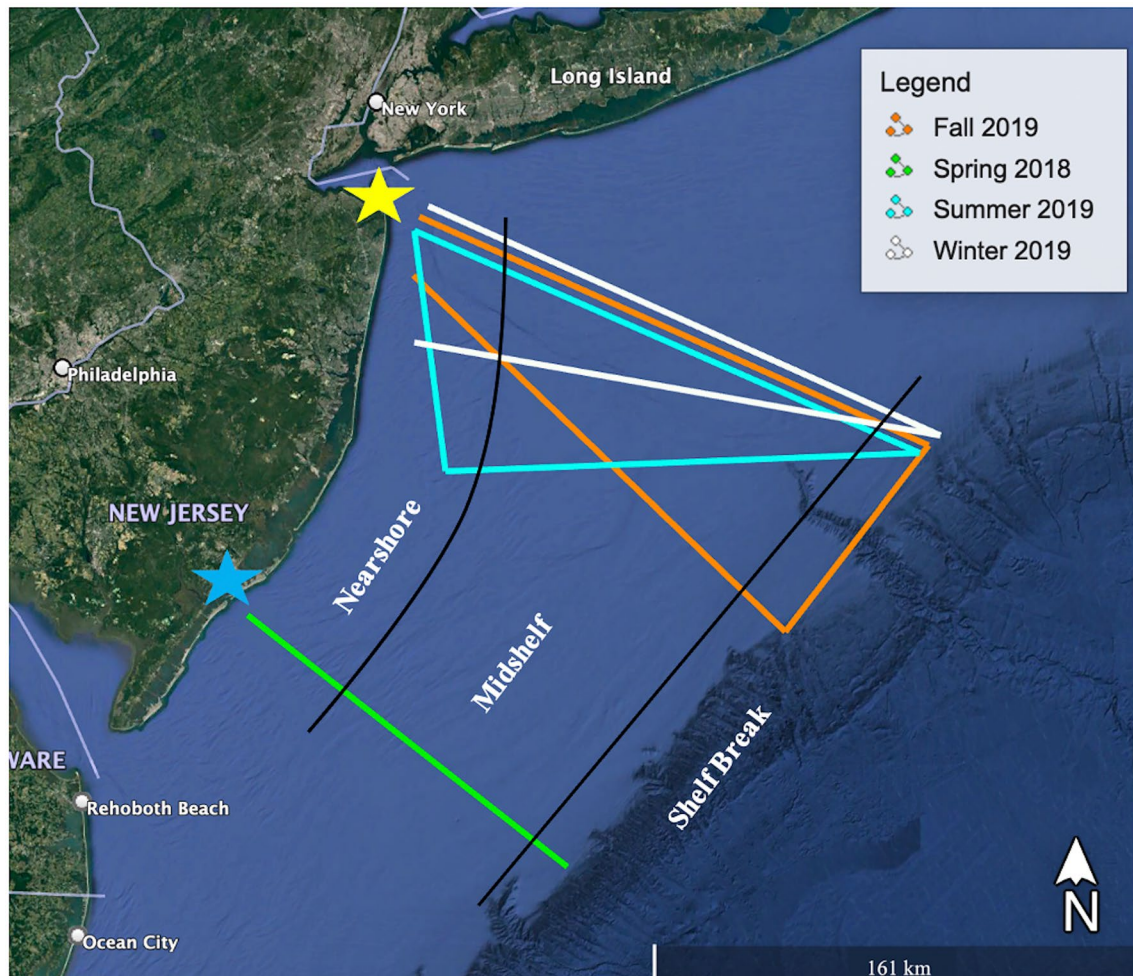 Long Island
New York
Legend
Fall 2019
Spring 2018
Summer 2019
Winter 2019
Philadelphia
NEW JERSEY
Nearshore
Midshelf
Shelf Break
WARE
Rehoboth Beach
Ocean City
N
161 km